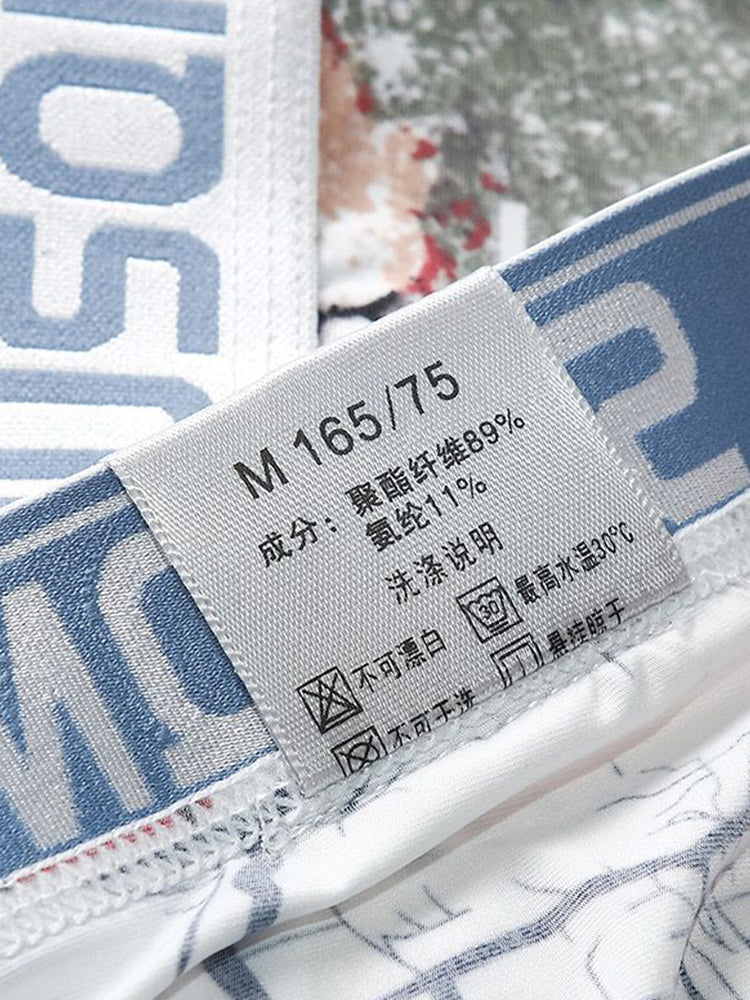 M 165/75
成分：聚酯纤维89%
氨纶11%
洗涤说明
30 最高水温30℃
不可漂白
悬挂晾干
不可干洗